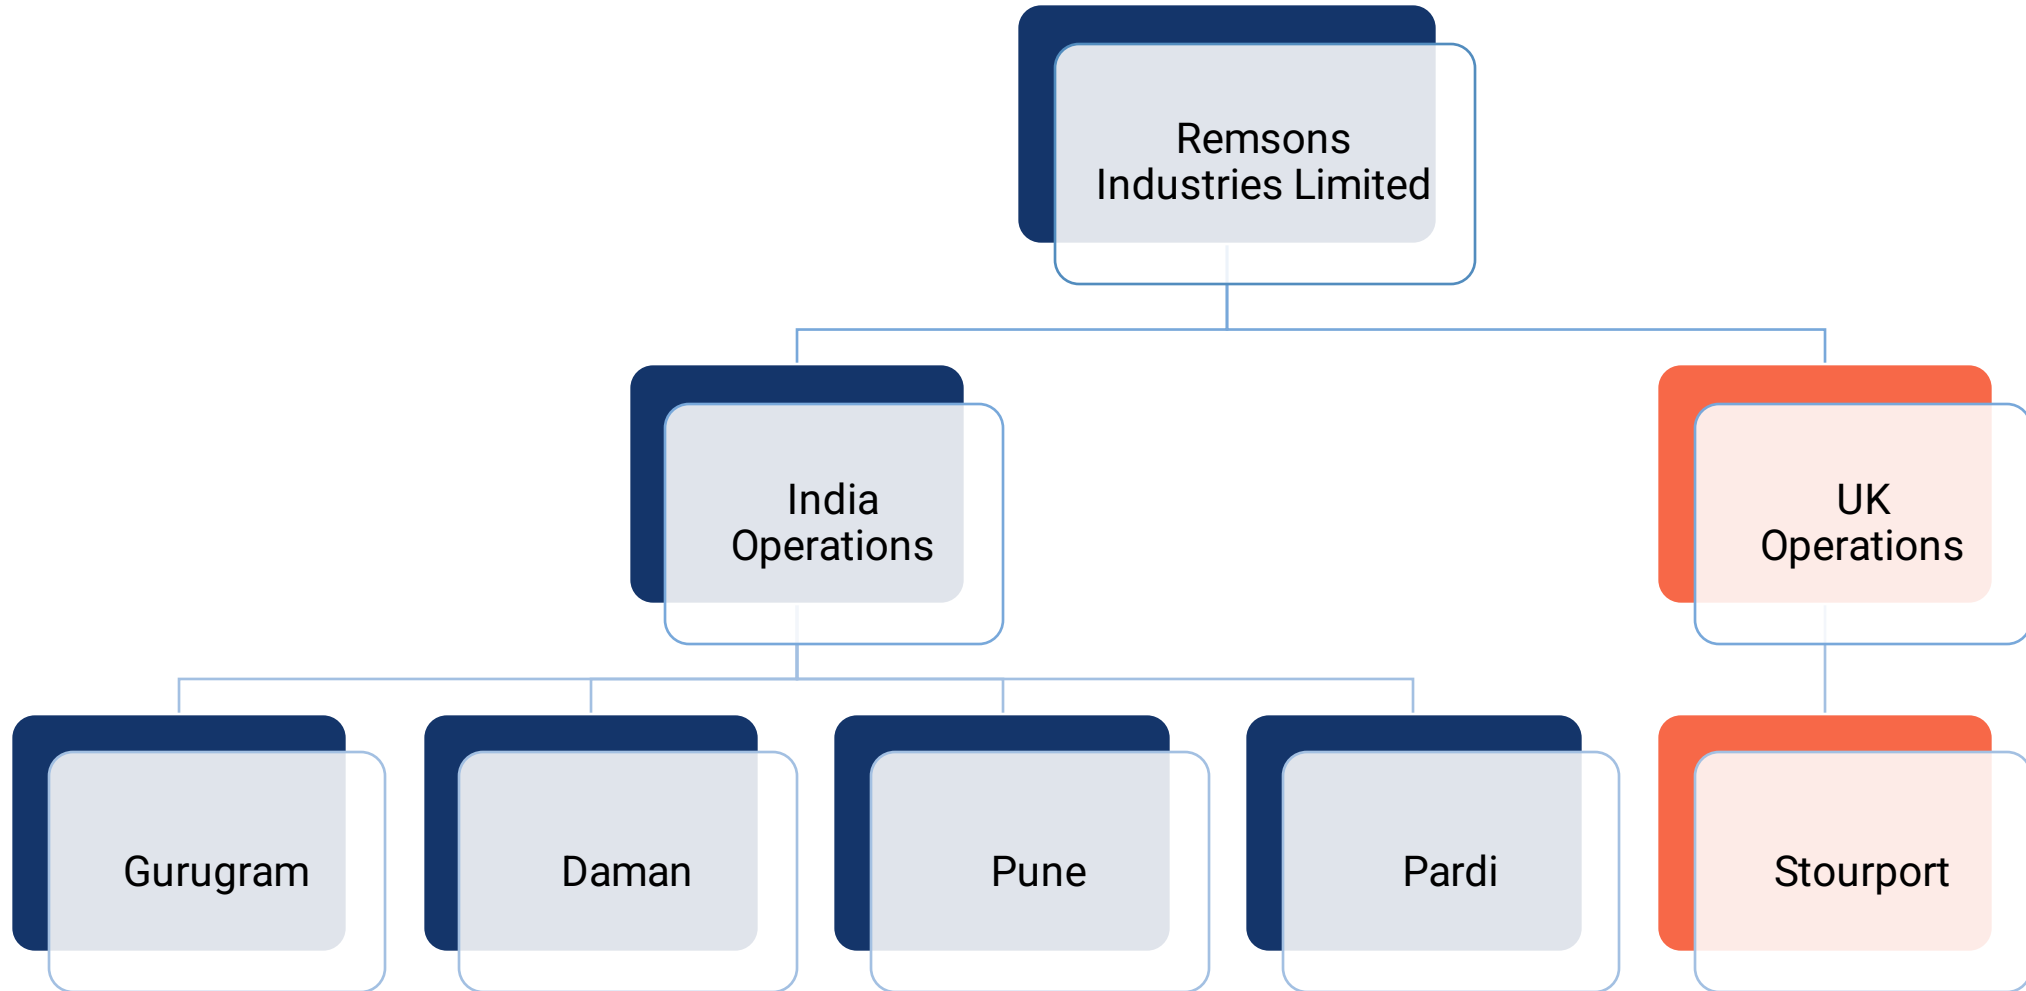 Remsons
Industries Limited
India
Operations
UK
Operations
Gurugram
Daman
Pune
Pardi
Stourport